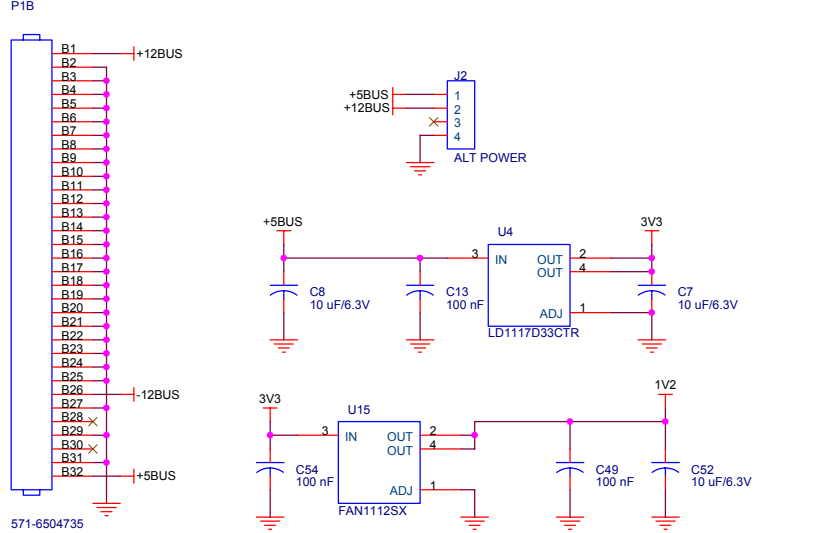 P1B
B1
+12BUS
B2
B3
B4
B5
B6
B7
B8
B9
B10
B11
B12
B13
B14
B15
B16
B17
B18
B19
B20
B21
B22
B23
B24
B25
B26
-12BUS
B27
B28
B29
B30
B31
B32
+5BUS
571-6504735
J2
+5BUS
1
+12BUS
2
3
4
ALT POWER
+5BUS
U4
3V3
3 IN OUT 2
OUT 4
C8
10 uF/6.3V
C13
100 nF
C7
10 uF/6.3V
ADJ 1
LD1117D33CTR
3V3
U15
1V2
3 IN OUT 2
OUT 4
C54
100 nF
C49
100 nF
C52
10 uF/6.3V
ADJ 1
FAN1112SX